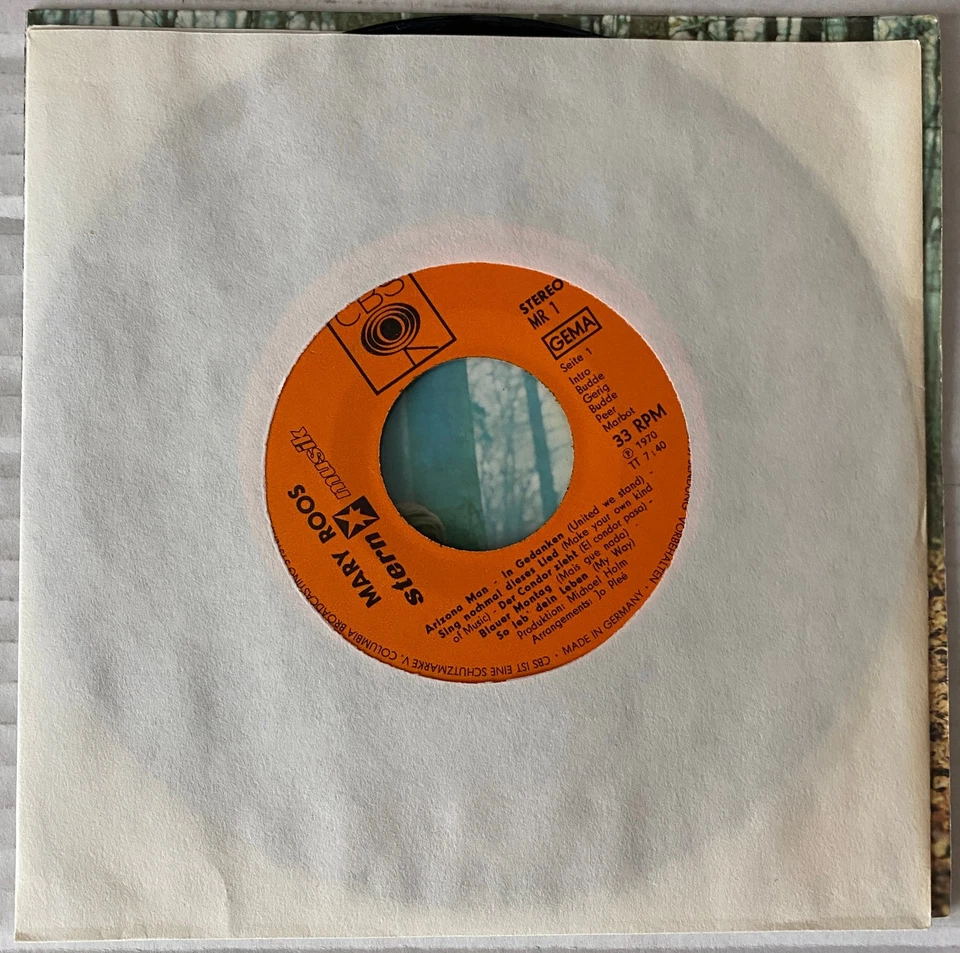 CBS
STEREO
MR 1
GEMA
Seite 1
Intro
Budde
Gerig
Budde
Peer
Marbot
33 RPM
℗ 1970
TT 7:40
MARY ROOS
Stern musik
Arizona Man - In Gedanken (United we stand) -
Sing nochmal dieses Lied (Make your own kind
of Music) - Der Condor zieht (El condor pasa) -
Blauer Montag (Mais que nada) -
So leb' dein Leben (My Way)
Produktion: Michael Holm
Arrangements: Jo Pleé
VORBEHALTEN · MADE IN GERMANY · CBS IST EINE SCHUTZMARKE V. COLUMBIA BROADCASTING